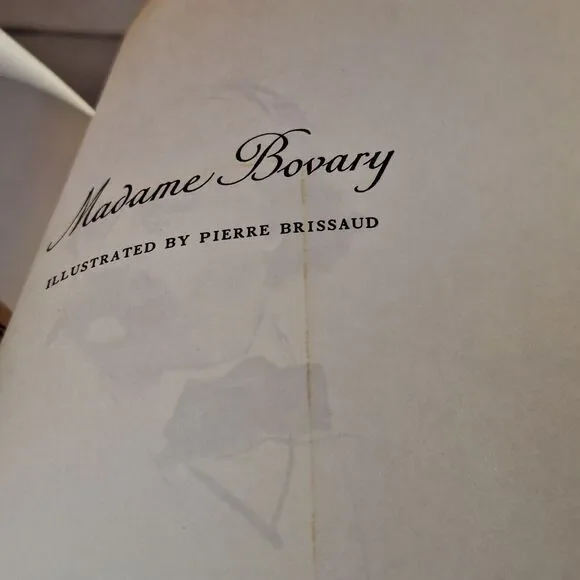 Madame Bovary
ILLUSTRATED BY PIERRE BRISSAUD